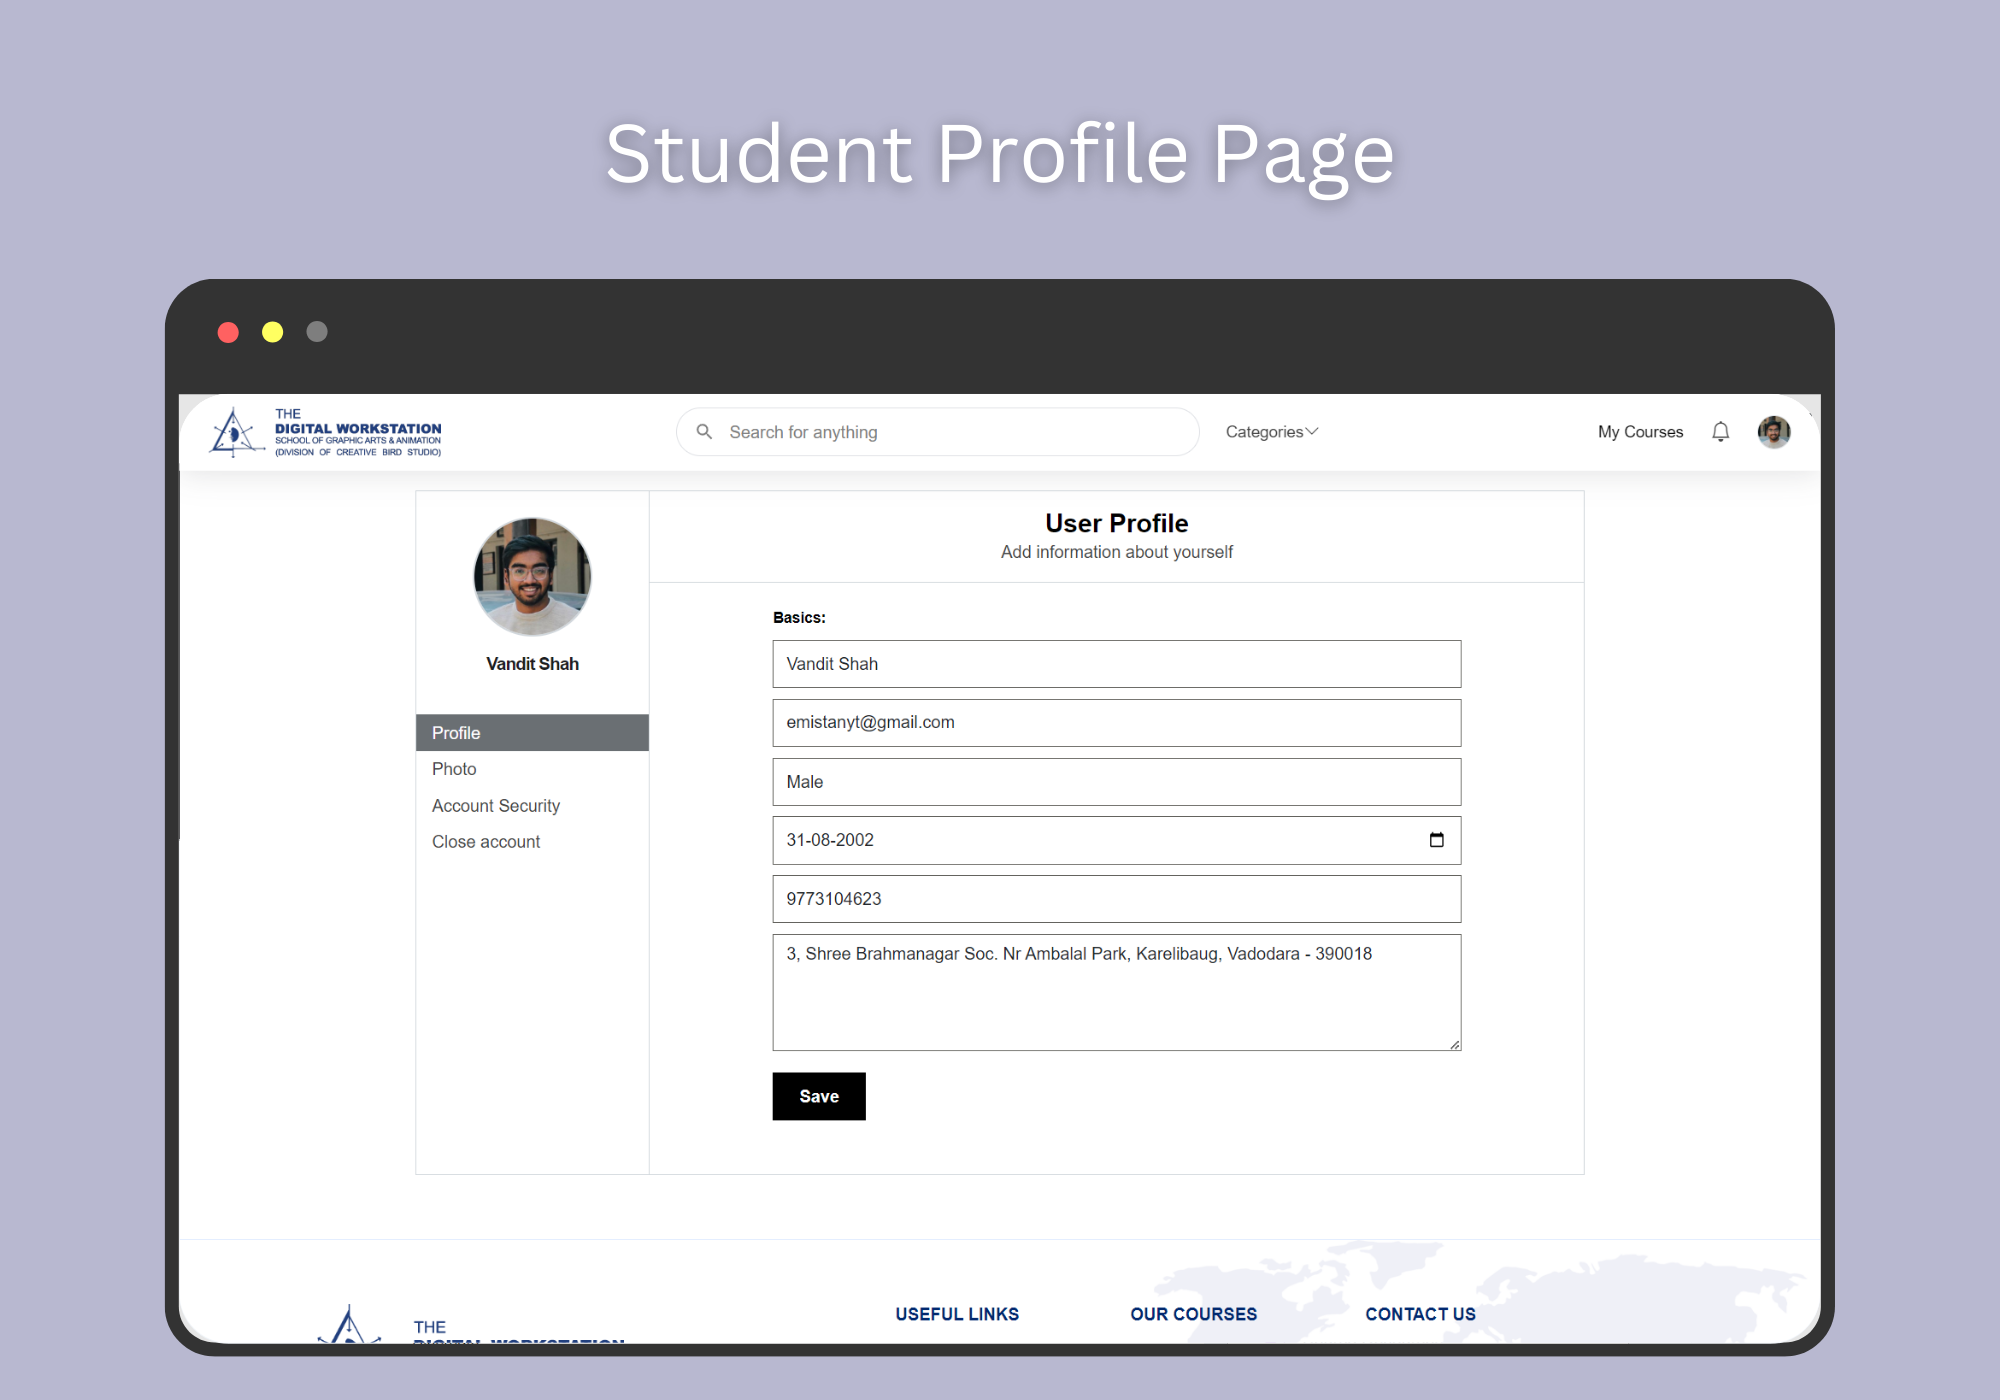 Student Profile Page
THE
DIGITAL WORKSTATION
SCHOOL OF GRAPHIC ARTS & ANIMATION
(DIVISION OF CREATIVE BIRD STUDIO)
Search for anything
Categories
My Courses
Vandit Shah
Profile
Photo
Account Security
Close account
User Profile
Add information about yourself
Basics:
Vandit Shah
emistanyt@gmail.com
Male
31-08-2002
9773104623
3, Shree Brahmanagar Soc. Nr Ambalal Park, Karelibaug, Vadodara - 390018
Save
THE
DIGITAL WORKSTATION
USEFUL LINKS
OUR COURSES
CONTACT US